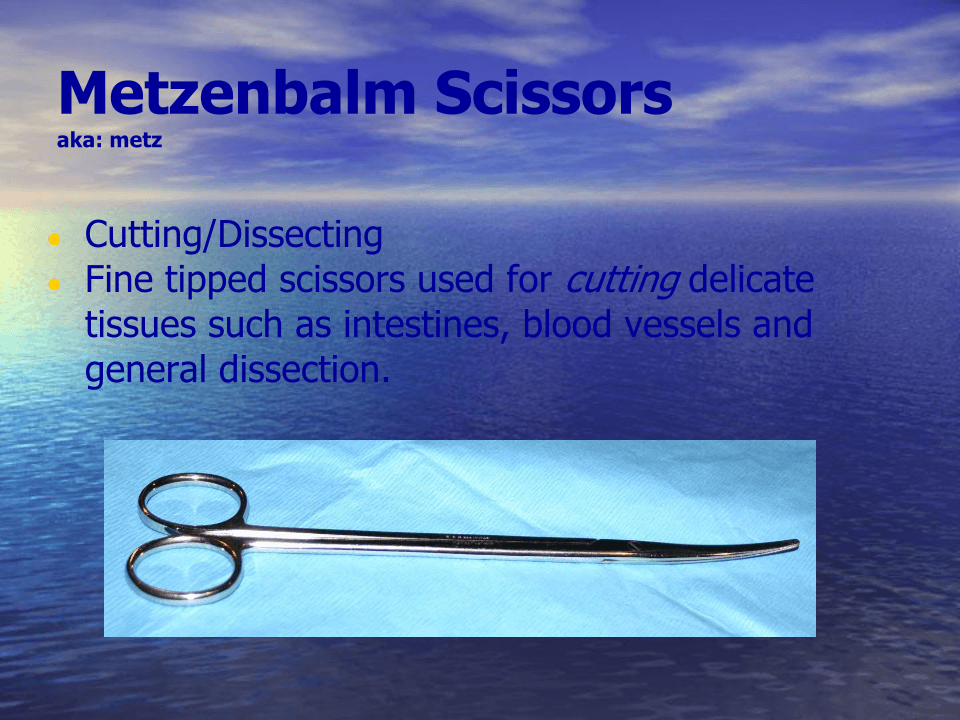 Metzenbalm Scissors
aka: metz
Cutting/Dissecting
Fine tipped scissors used for cutting delicate
tissues such as intestines, blood vessels and
general dissection.